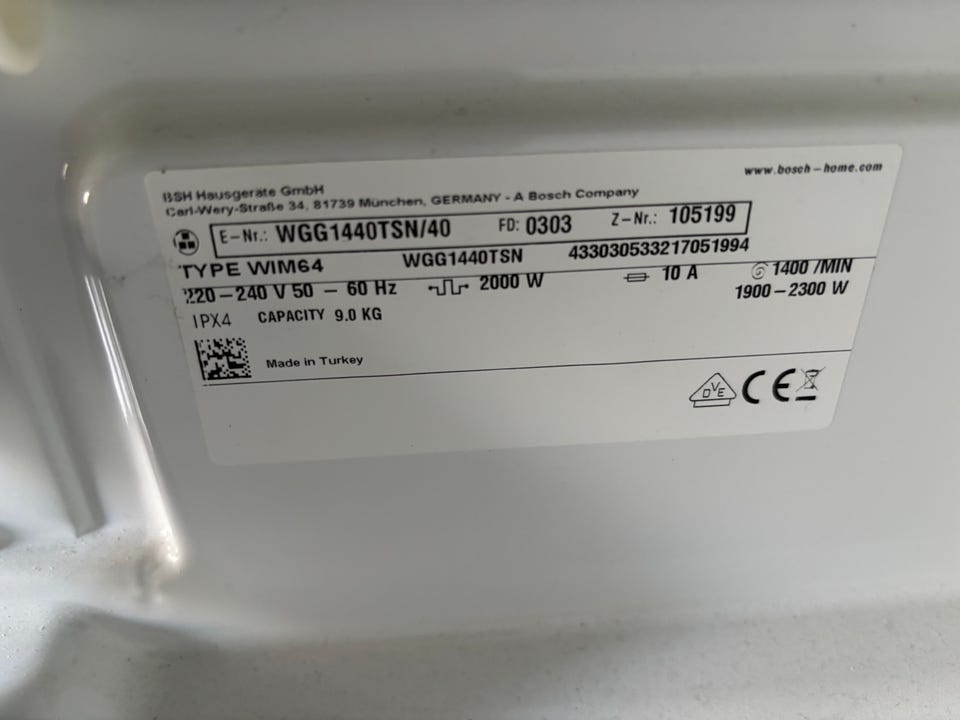 www.bosch-home.com
BSH Hausgeräte GmbH
Carl-Wery-Straße 34, 81739 München, GERMANY - A Bosch Company
E-Nr.: WGG1440TSN/40 FD: 0303 Z-Nr.: 105199
TYPE WIM64 WGG1440TSN 433030533217051994
220-240 V 50 - 60 Hz 2000 W 10 A 1400 /MIN
1900-2300 W
IPX4 CAPACITY 9.0 KG
Made in Turkey
DVE CE